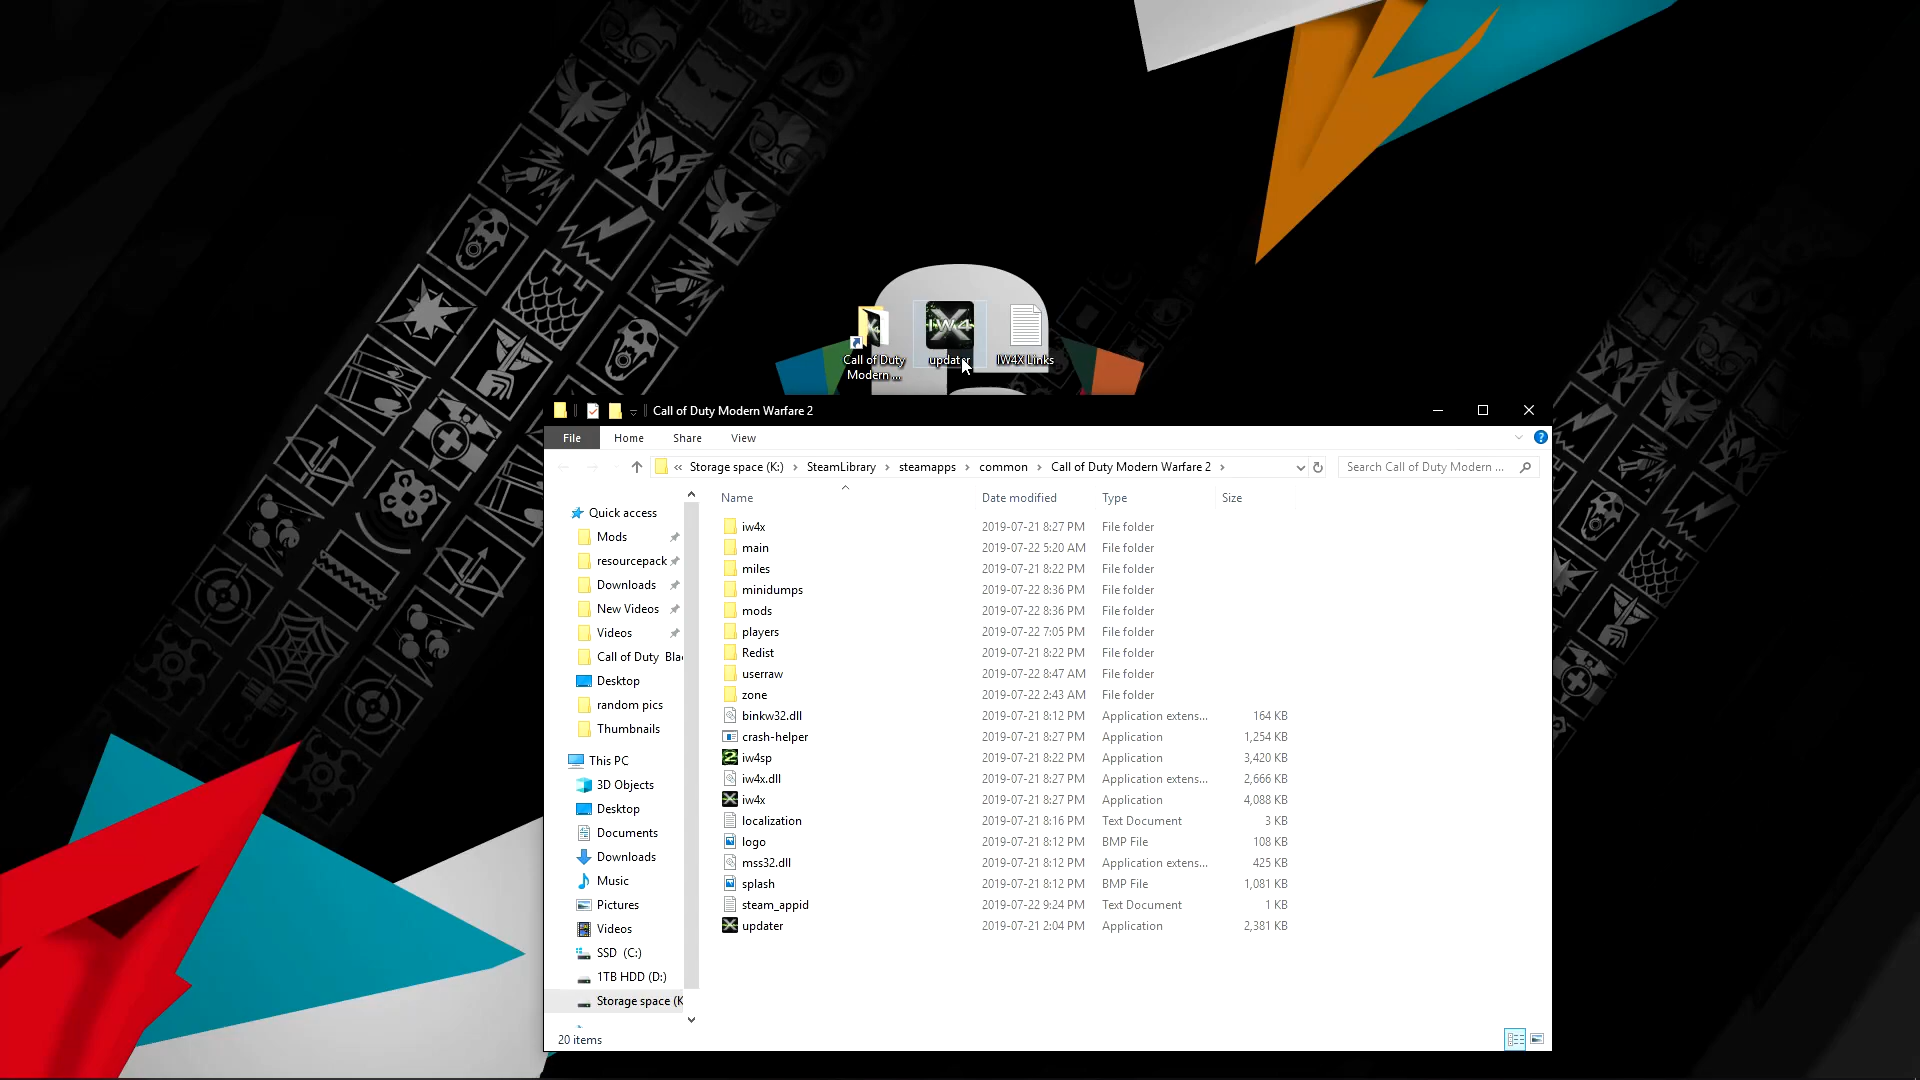 Call of Duty
Modern ...
IW4
updater
IW4X Links
Call of Duty Modern Warfare 2
File Home Share View
« Storage space (K:) › SteamLibrary › steamapps › common › Call of Duty Modern Warfare 2 ›
Search Call of Duty Modern ...
Name Date modified Type Size
Quick access
Mods
resourcepack
Downloads
New Videos
Videos
Call of Duty Bla
Desktop
random pics
Thumbnails
This PC
3D Objects
Desktop
Documents
Downloads
Music
Pictures
Videos
SSD (C:)
1TB HDD (D:)
Storage space (K
iw4x 2019-07-21 8:27 PM File folder
main 2019-07-22 5:20 AM File folder
miles 2019-07-21 8:22 PM File folder
minidumps 2019-07-22 8:36 PM File folder
mods 2019-07-22 8:36 PM File folder
players 2019-07-22 7:05 PM File folder
Redist 2019-07-21 8:22 PM File folder
userraw 2019-07-22 8:47 AM File folder
zone 2019-07-22 2:43 AM File folder
binkw32.dll 2019-07-21 8:12 PM Application extens... 164 KB
crash-helper 2019-07-21 8:27 PM Application 1,254 KB
iw4sp 2019-07-21 8:22 PM Application 3,420 KB
iw4x.dll 2019-07-21 8:27 PM Application extens... 2,666 KB
iw4x 2019-07-21 8:27 PM Application 4,088 KB
localization 2019-07-21 8:16 PM Text Document 3 KB
logo 2019-07-21 8:12 PM BMP File 108 KB
mss32.dll 2019-07-21 8:12 PM Application extens... 425 KB
splash 2019-07-21 8:12 PM BMP File 1,081 KB
steam_appid 2019-07-22 9:24 PM Text Document 1 KB
updater 2019-07-21 2:04 PM Application 2,381 KB
20 items